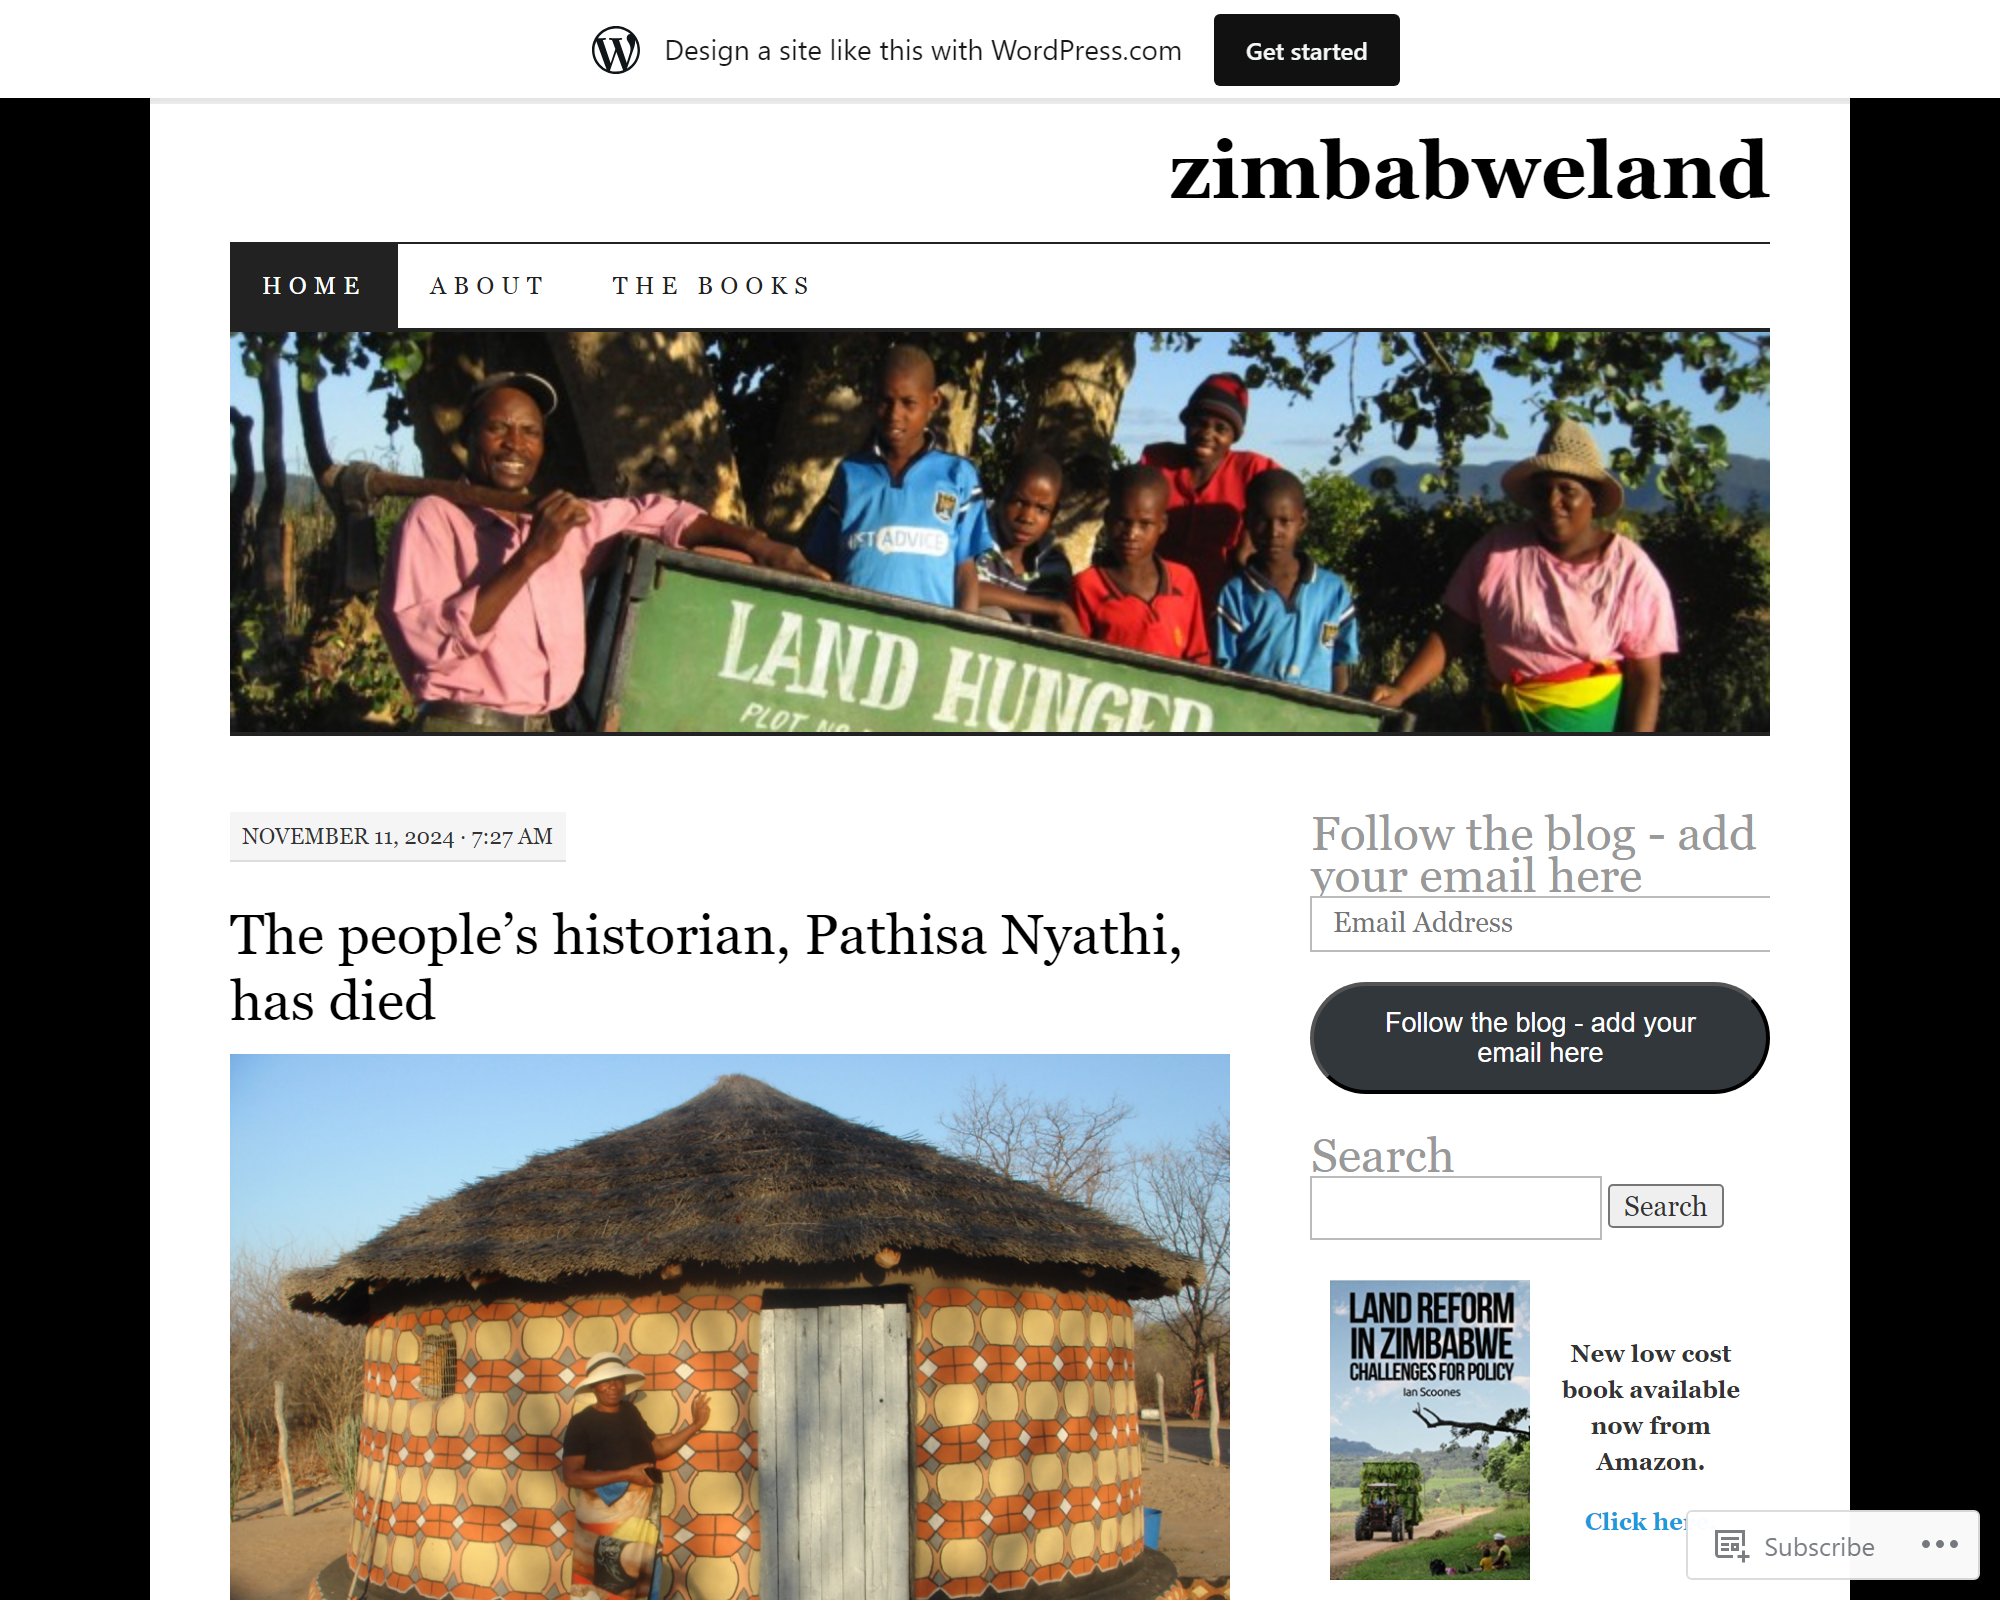 Design a site like this with WordPress.com
Get started
zimbabweland
HOME
ABOUT
THE BOOKS
ADVICE
LAND HUNGER
PLOT NO
NOVEMBER 11, 2024 · 7:27 AM
The people’s historian, Pathisa Nyathi,
has died
Follow the blog - add
your email here
Email Address
Follow the blog - add your
email here
Search
Search
LAND REFORM
IN ZIMBABWE
CHALLENGES FOR POLICY
Ian Scoones
New low cost
book available
now from
Amazon.
Click here
Subscribe